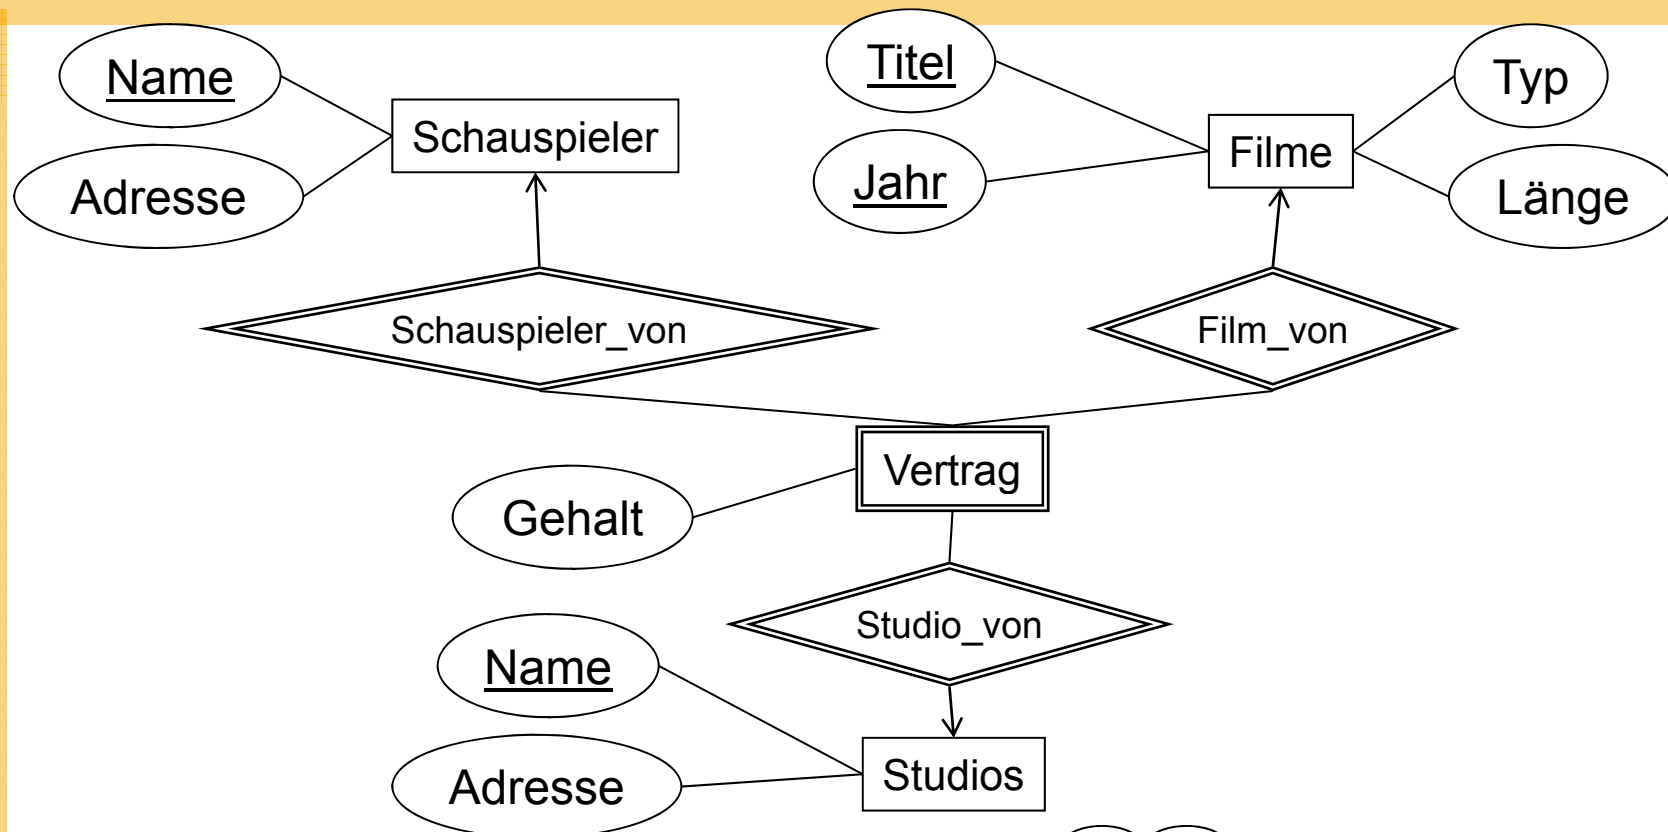 Name
Titel
Typ
Schauspieler
Filme
Adresse
Jahr
Länge
Schauspieler_von
Film_von
Vertrag
Gehalt
Studio_von
Name
Studios
Adresse